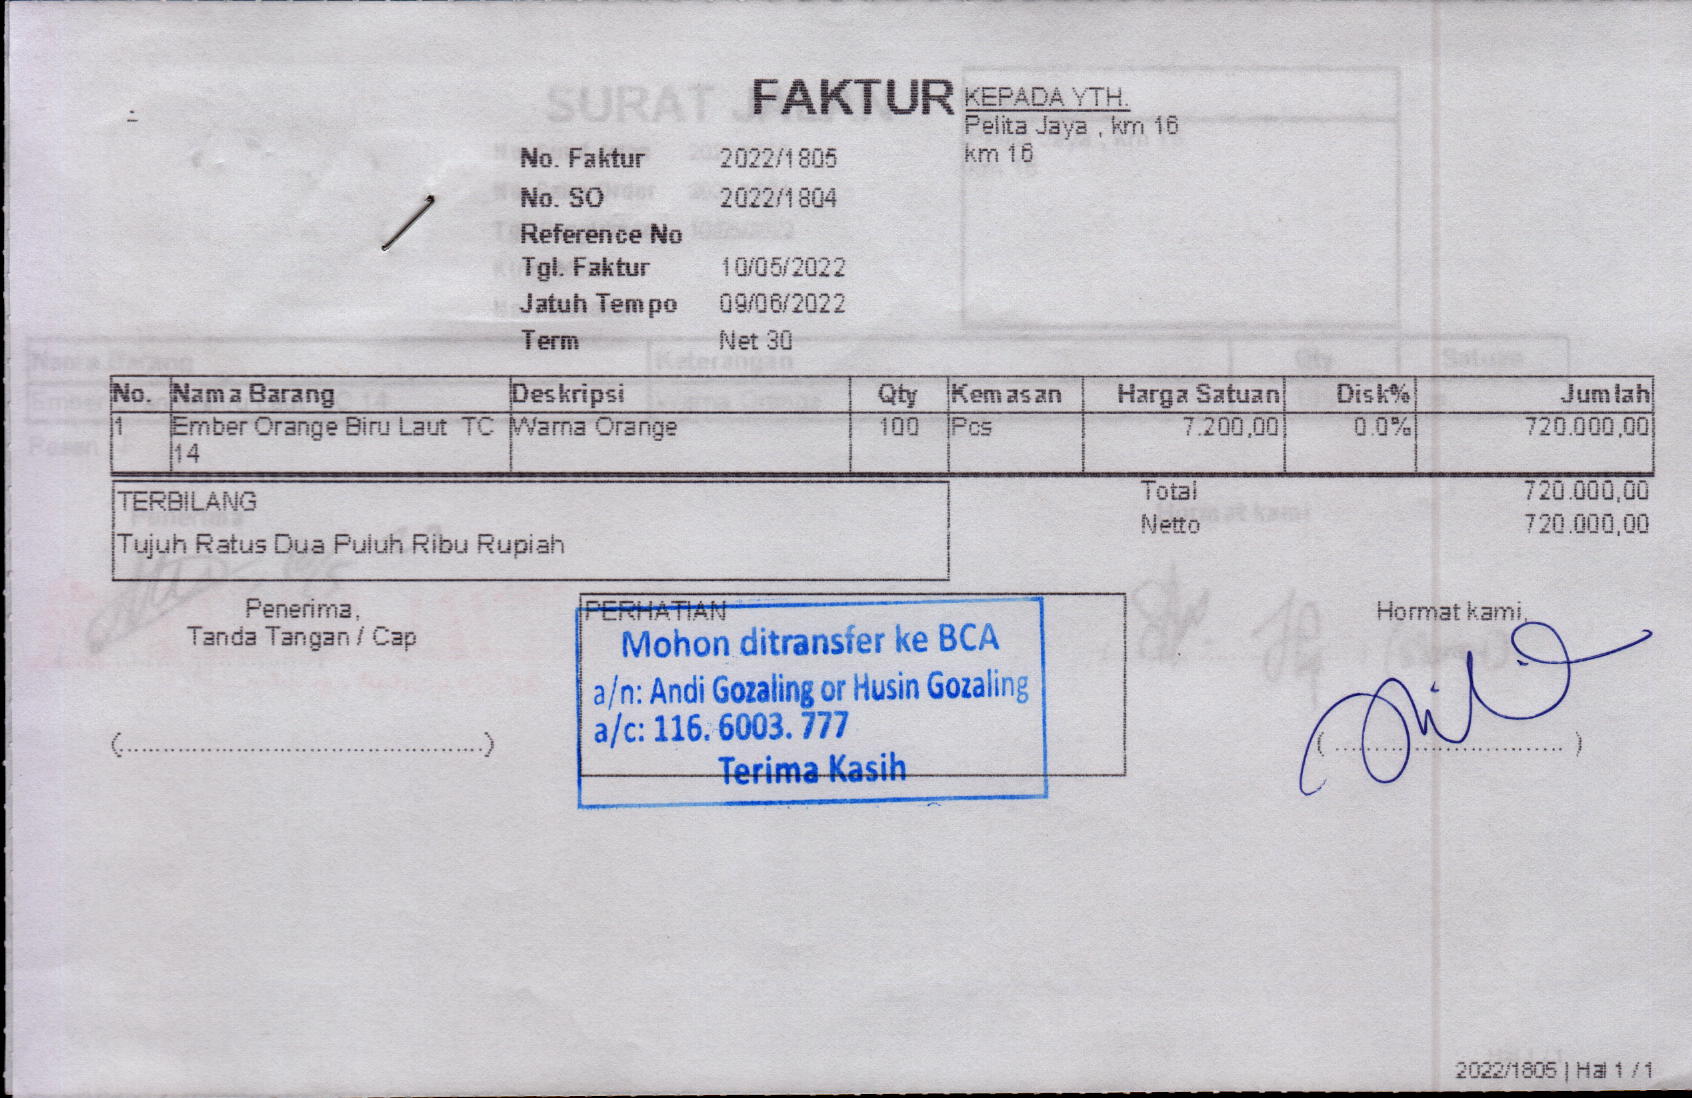 FAKTUR
KEPADA YTH.
Pelita Jaya , km 16
km 16
No. Faktur 2022/1805
No. SO 2022/1804
Reference No
Tgl. Faktur 10/05/2022
Jatuh Tempo 09/06/2022
Term Net 30
No. Nama Barang Deskripsi Qty Kemasan Harga Satuan Disk% Jumlah
1 Ember Orange Biru Laut TC Warna Orange 100 Pcs 7.200,00 0.0% 720.000,00
14
TERBILANG
Tujuh Ratus Dua Puluh Ribu Rupiah
Total 720.000,00
Netto 720.000,00
Penerima,
Tanda Tangan / Cap
(...............................................)
PERHATIAN
Mohon ditransfer ke BCA
a/n: Andi Gozaling or Husin Gozaling
a/c: 116. 6003. 777
Terima Kasih
Hormat kami,
( .............................. )
2022/1805 | Hal 1 / 1